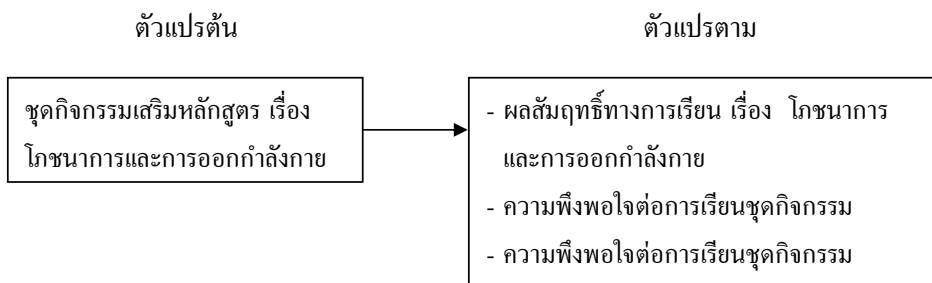 ตัวแปรต้น
ตัวแปรตาม
ชุดกิจกรรมเสริมหลักสูตร เรื่อง
โภชนาการและการออกกำลังกาย
- ผลสัมฤทธิ์ทางการเรียน เรื่อง โภชนาการ
และการออกกำลังกาย
- ความพึงพอใจต่อการเรียนชุดกิจกรรม
- ความพึงพอใจต่อการเรียนชุดกิจกรรม